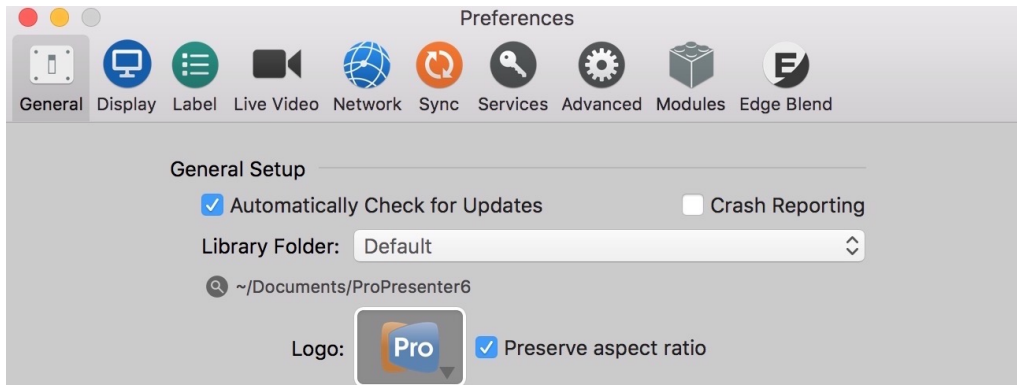 Preferences
General Display Label Live Video Network Sync Services Advanced Modules Edge Blend
General Setup
Automatically Check for Updates Crash Reporting
Library Folder: Default
~/Documents/ProPresenter6
Logo: Pro Preserve aspect ratio